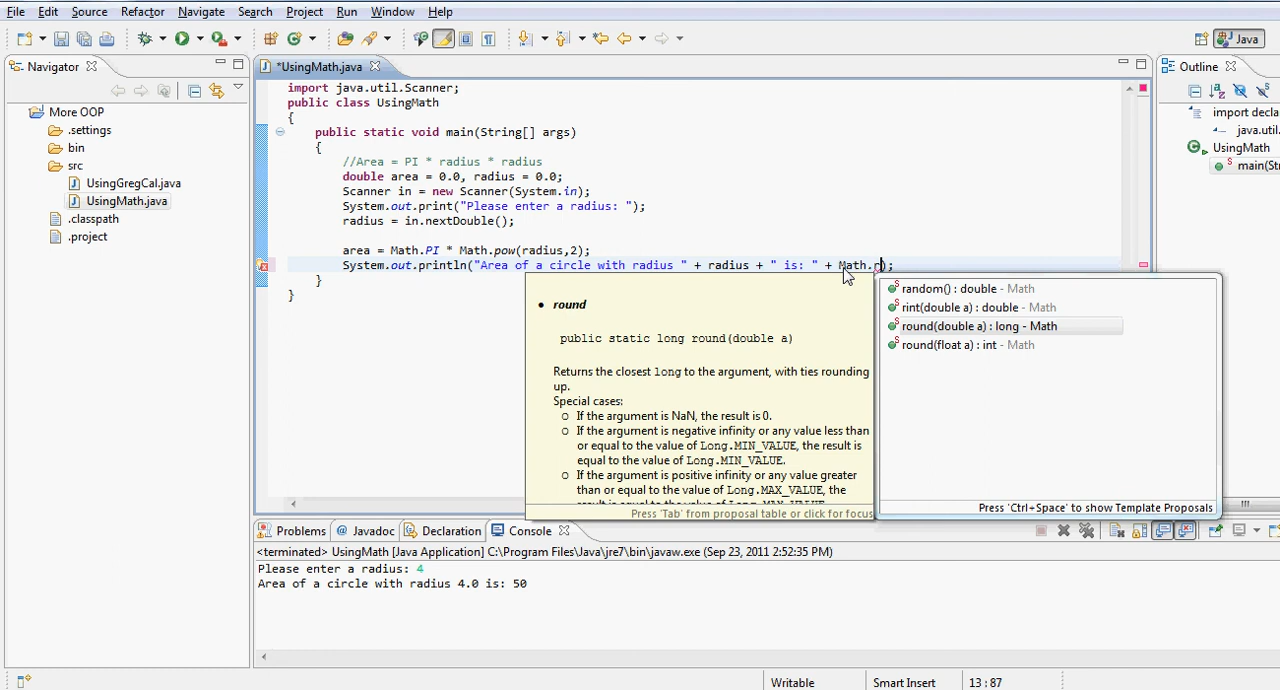 File Edit Source Refactor Navigate Search Project Run Window Help
Java
Navigator
*UsingMath.java
Outline
More OOP
.settings
bin
src
UsingGregCal.java
UsingMath.java
.classpath
.project
import java.util.Scanner;
public class UsingMath
{
public static void main(String[] args)
{
//Area = PI * radius * radius
double area = 0.0, radius = 0.0;
Scanner in = new Scanner(System.in);
System.out.print("Please enter a radius: ");
radius = in.nextDouble();
area = Math.PI * Math.pow(radius,2);
System.out.println("Area of a circle with radius " + radius + " is: " + Math.r);
}
}
import decla
java.util.
UsingMath
main(Str
round
public static long round(double a)
Returns the closest long to the argument, with ties rounding
up.
Special cases:
If the argument is NaN, the result is 0.
If the argument is negative infinity or any value less than
or equal to the value of Long.MIN_VALUE, the result is
equal to the value of Long.MIN_VALUE.
If the argument is positive infinity or any value greater
than or equal to the value of Long.MAX_VALUE, the
Press 'Tab' from proposal table or click for focus
random() : double - Math
rint(double a) : double - Math
round(double a) : long - Math
round(float a) : int - Math
Press 'Ctrl+Space' to show Template Proposals
Problems @ Javadoc Declaration Console
<terminated> UsingMath [Java Application] C:\Program Files\Java\jre7\bin\javaw.exe (Sep 23, 2011 2:52:35 PM)
Please enter a radius: 4
Area of a circle with radius 4.0 is: 50
Writable Smart Insert 13 : 87